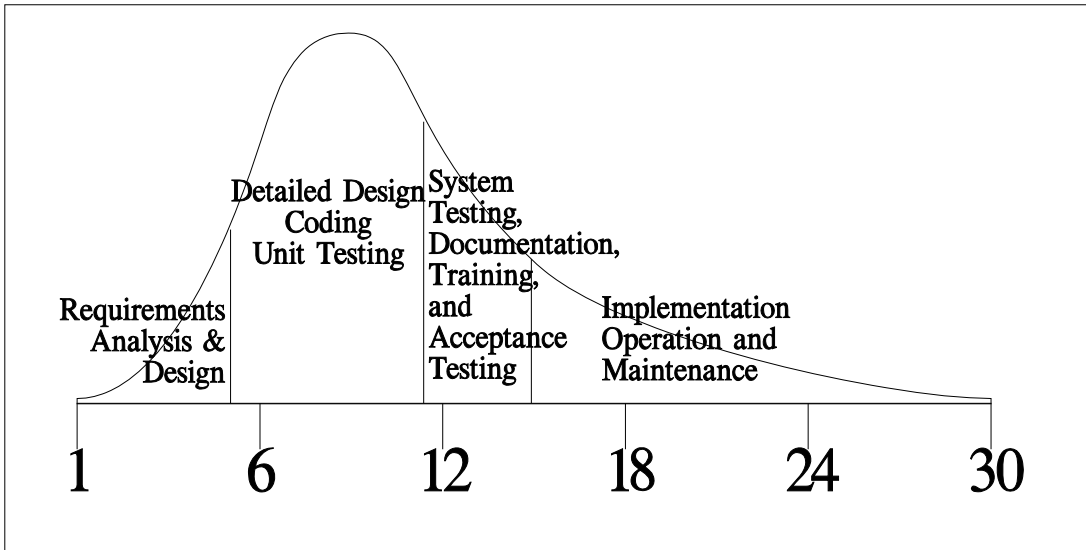 Requirements
Analysis &
Design
Detailed Design
Coding
Unit Testing
System
Testing,
Documentation,
Training,
and
Acceptance
Testing
Implementation
Operation and
Maintenance
1 6 12 18 24 30